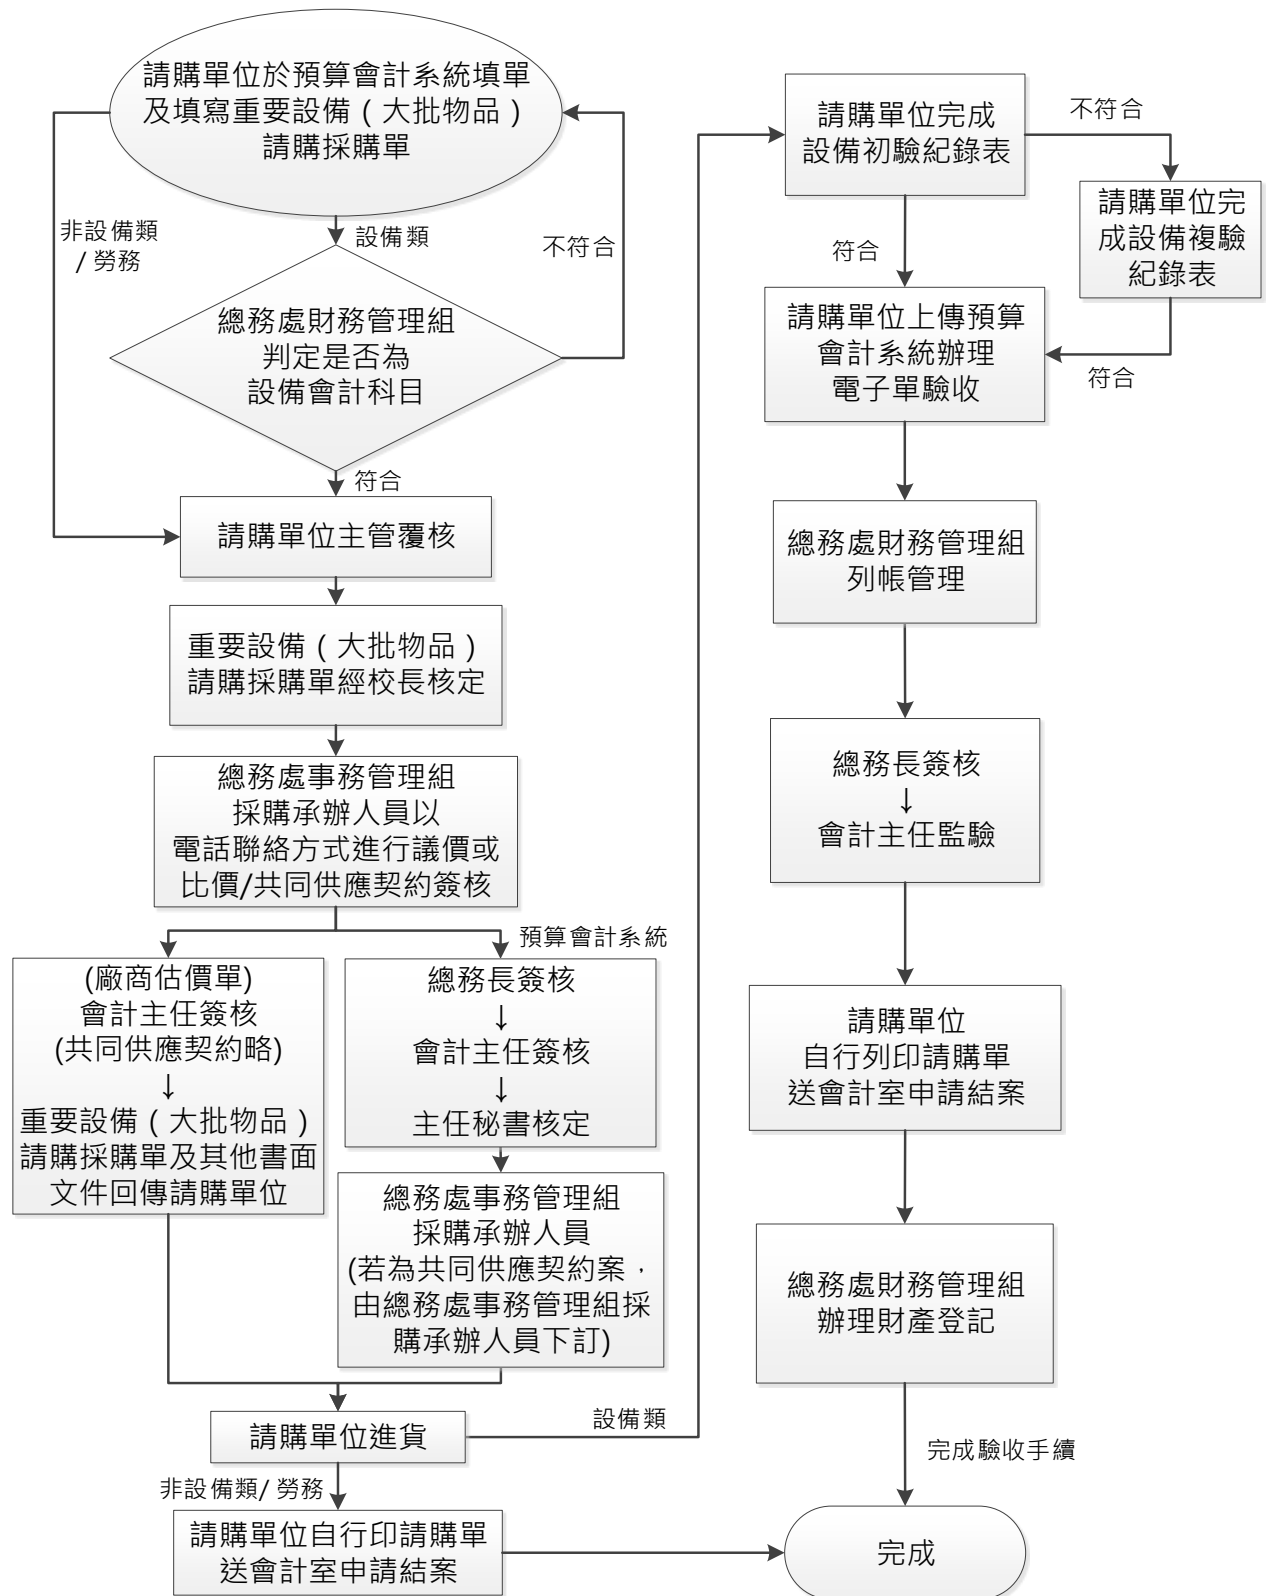 請購單位於預算會計系統填單
及填寫重要設備（大批物品）
請購採購單
非設備類
/ 勞務
設備類
不符合
總務處財務管理組
判定是否為
設備會計科目
符合
請購單位主管覆核
重要設備（大批物品）
請購採購單經校長核定
總務處事務管理組
採購承辦人員以
電話聯絡方式進行議價或
比價/共同供應契約簽核
預算會計系統
(廠商估價單)
會計主任簽核
(共同供應契約略)
↓
重要設備（大批物品）
請購採購單及其他書面
文件回傳請購單位
總務長簽核
↓
會計主任簽核
↓
主任秘書核定
總務處事務管理組
採購承辦人員
(若為共同供應契約案，
由總務處事務管理組採
購承辦人員下訂)
請購單位進貨
設備類
非設備類/ 勞務
請購單位自行印請購單
送會計室申請結案
請購單位完成
設備初驗紀錄表
不符合
請購單位完
成設備複驗
紀錄表
符合
請購單位上傳預算
會計系統辦理
電子單驗收
符合
總務處財務管理組
列帳管理
總務長簽核
↓
會計主任監驗
請購單位
自行列印請購單
送會計室申請結案
總務處財務管理組
辦理財產登記
完成驗收手續
完成